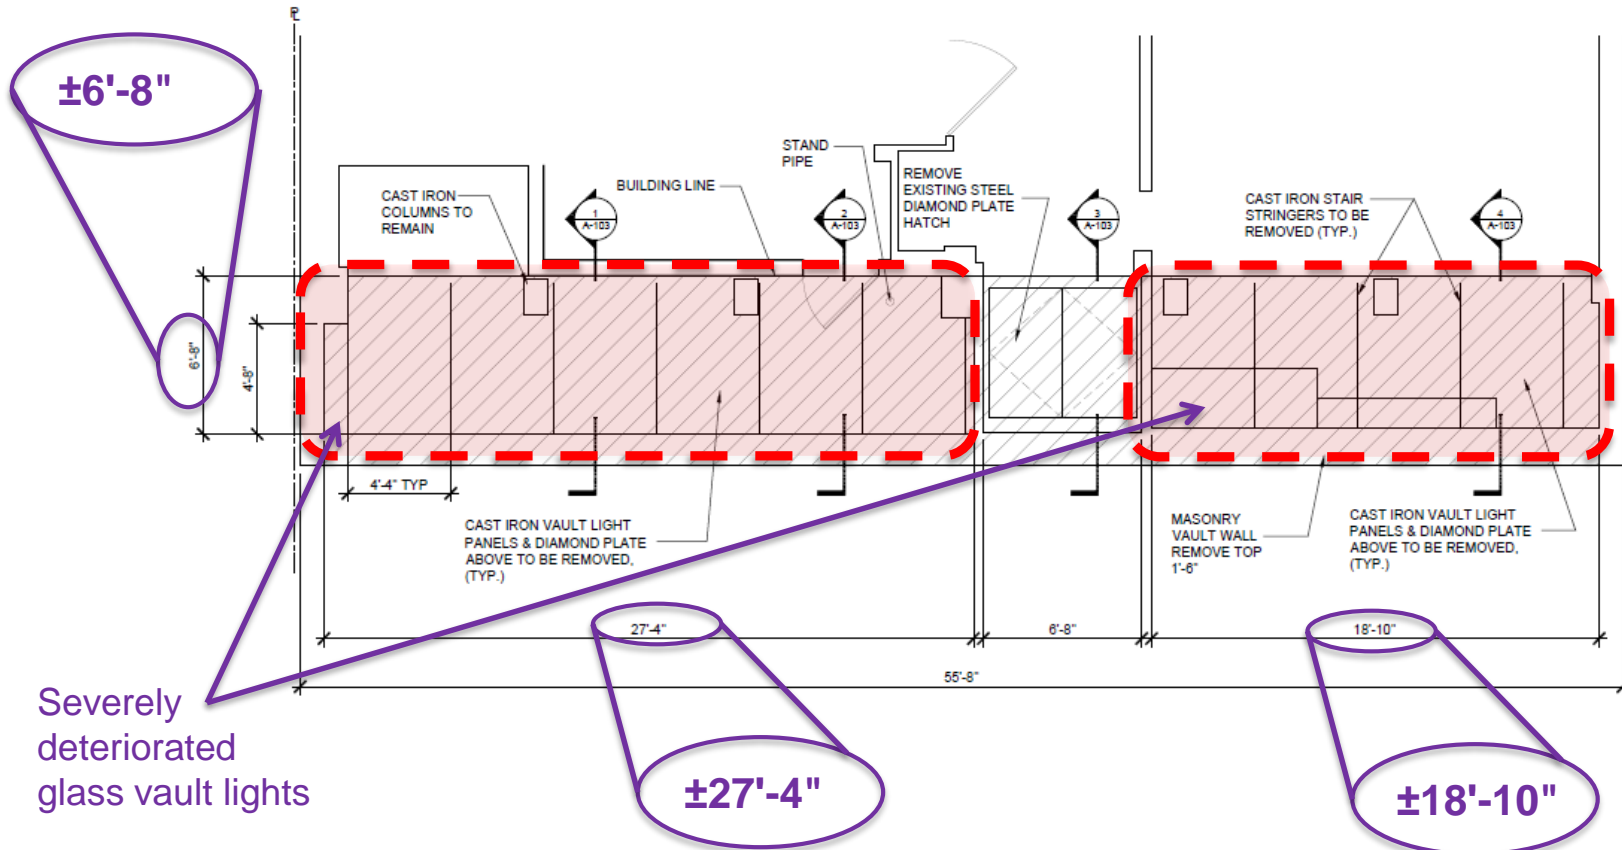 PL
±6'-8"
STAND
PIPE
REMOVE
EXISTING STEEL
DIAMOND PLATE
HATCH
BUILDING LINE
CAST IRON
COLUMNS TO
REMAIN
CAST IRON STAIR
STRINGERS TO BE
REMOVED (TYP.)
1
A-103
2
A-103
3
A-103
4
A-103
6'-8"
4'-8"
4'-4" TYP
CAST IRON VAULT LIGHT
PANELS & DIAMOND PLATE
ABOVE TO BE REMOVED,
(TYP.)
MASONRY
VAULT WALL
REMOVE TOP
1'-6"
CAST IRON VAULT LIGHT
PANELS & DIAMOND PLATE
ABOVE TO BE REMOVED,
(TYP.)
27'-4"
6'-8"
18'-10"
55'-8"
Severely
deteriorated
glass vault lights
±27'-4"
±18'-10"